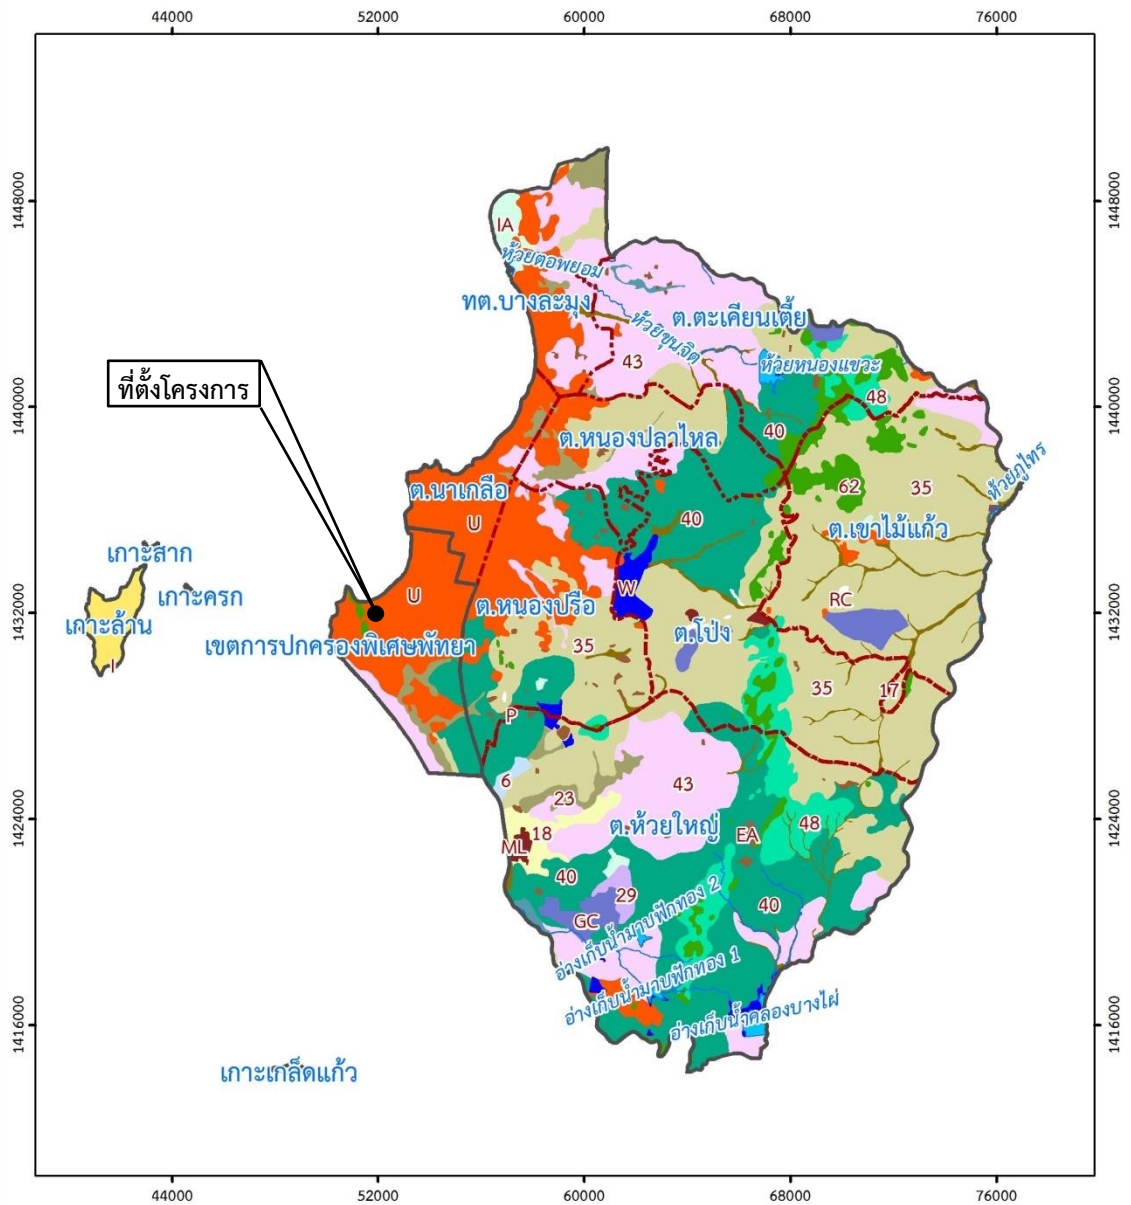 44000
52000
60000
68000
76000
1448000
1448000
IA
ห้วยตอพยอม
ทต.บางละมุง
ห้วยขุนจิต
ต.ตะเคียนเตี้ย
43
ห้วยหนองแขวะ
ที่ตั้งโครงการ
48
1440000
1440000
40
ต.หนองปลาไหล
ห้วยภูไทร
ต.นาเกลือ
62
35
U
40
ต.เขาไม้แก้ว
เกาะสาก
เกาะครก
W
U
RC
ต.หนองปรือ
1432000
1432000
เกาะล้าน
ต.โป่ง
เขตการปกครองพิเศษพัทยา
35
I
35
17
P
6
43
23
1424000
1424000
18
ต.ห้วยใหญ่
EA
48
ML
40
29
40
GC
อ่างเก็บน้ำมาบฟักทอง 2
อ่างเก็บน้ำมาบฟักทอง 1
อ่างเก็บน้ำคลองบางไผ่
1416000
1416000
เกาะเกล็ดแก้ว
44000
52000
60000
68000
76000